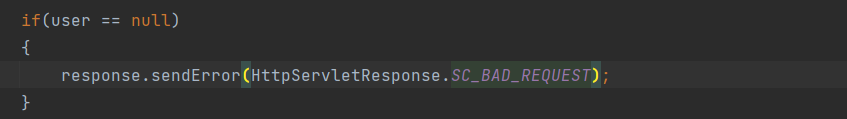 if(user == null)
{
    response.sendError(HttpServletResponse.SC_BAD_REQUEST);
}